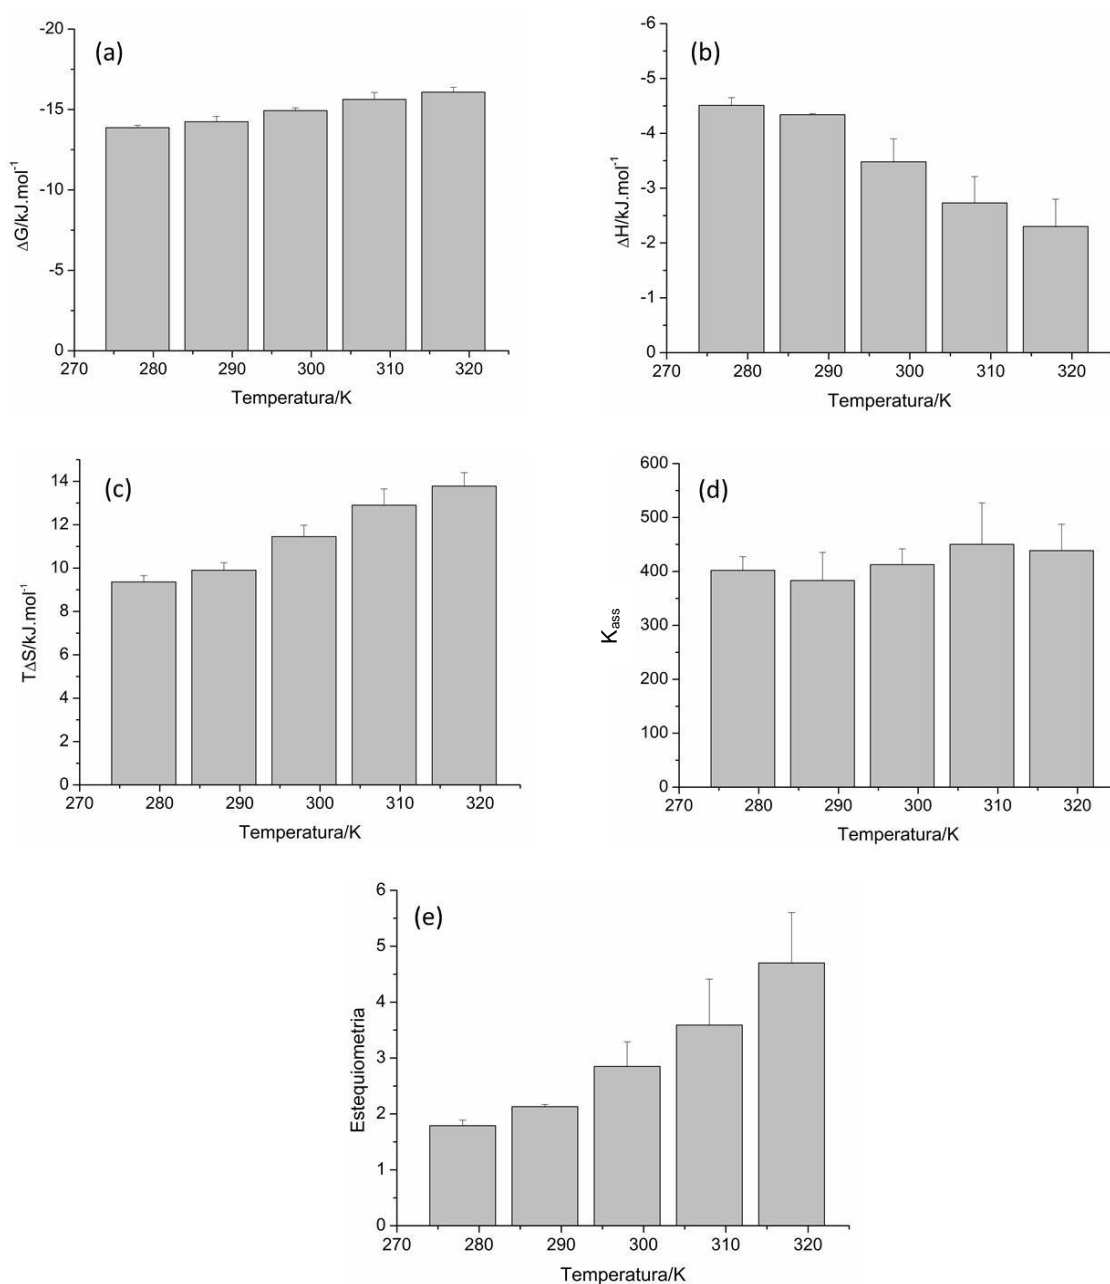 (a)
ΔG/kJ.mol-1
-20
-15
-10
-5
0
270 280 290 300 310 320
Temperatura/K
(b)
ΔH/kJ.mol-1
-6
-5
-4
-3
-2
-1
0
270 280 290 300 310 320
Temperatura/K
(c)
TΔS/kJ.mol-1
14
12
10
8
6
4
2
0
270 280 290 300 310 320
Temperatura/K
(d)
Kass
600
500
400
300
200
100
0
270 280 290 300 310 320
Temperatura/K
(e)
Estequiometria
6
5
4
3
2
1
0
270 280 290 300 310 320
Temperatura/K